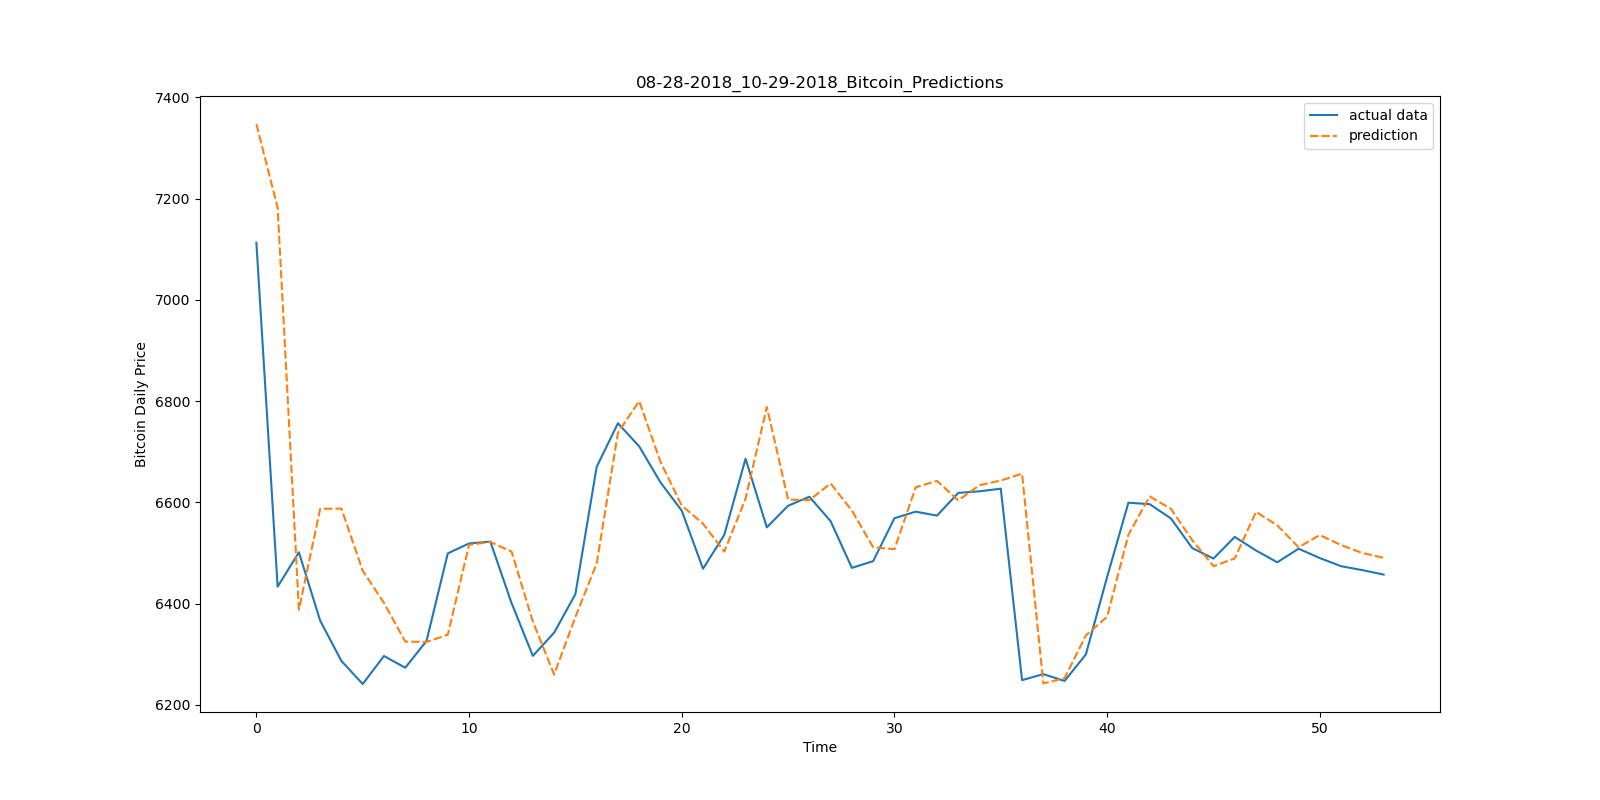 08-28-2018_10-29-2018_Bitcoin_Predictions
actual data
prediction
Bitcoin Daily Price
7400
7200
7000
6800
6600
6400
6200
0 10 20 30 40 50
Time